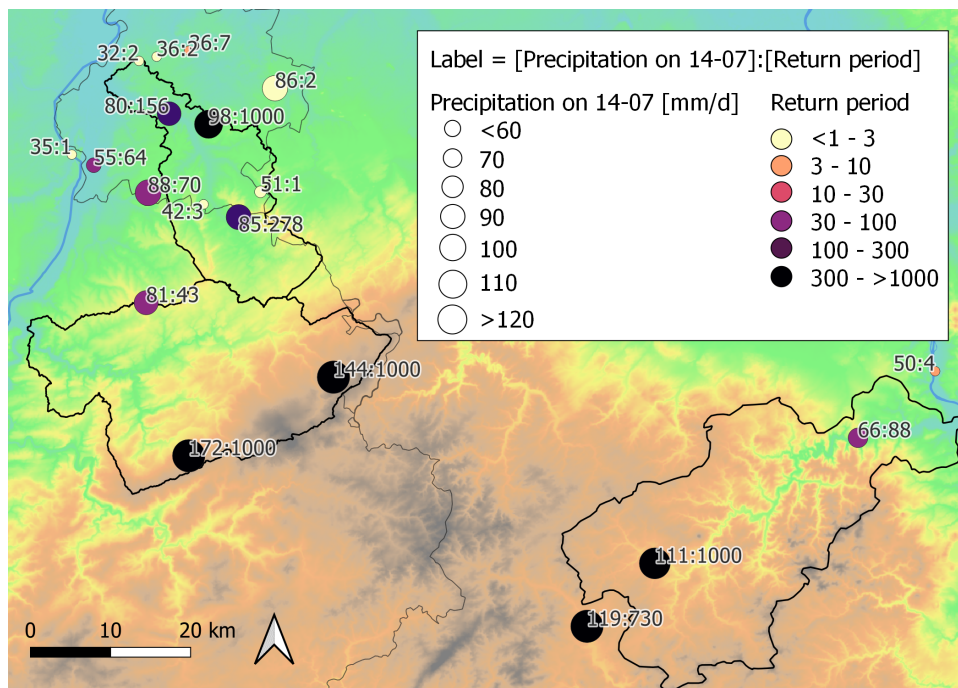 36:2
26:7
32:2
86:2
80:156
98:1000
35:1
55:64
88:70
51:1
42:3
85:278
81:43
144:1000
172:1000
50:4
66:88
111:1000
119:730
Label = [Precipitation on 14-07]:[Return period]
Precipitation on 14-07 [mm/d]
<60
70
80
90
100
110
>120
Return period
<1 - 3
3 - 10
10 - 30
30 - 100
100 - 300
300 - >1000
0 10 20 km